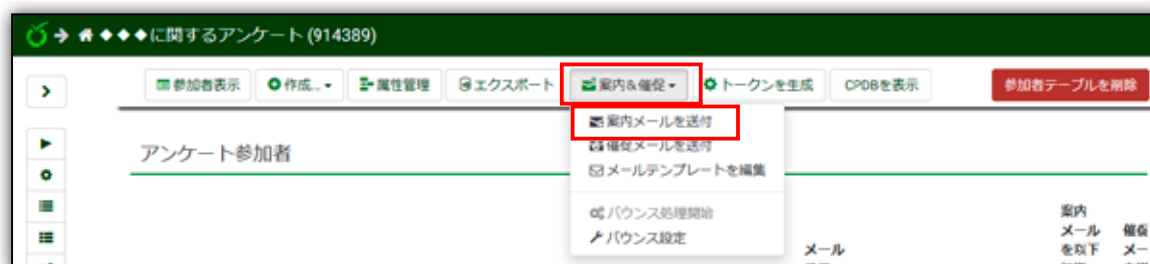 ◆◆◆に関するアンケート (914389)
参加者表示 作成... 属性管理 エクスポート 案内&催促 トークンを生成 CPDBを表示 参加者テーブルを削除
案内メールを送付
催促メールを送付
アンケート参加者
メールテンプレートを編集
バウンス処理開始
バウンス設定
案内
メール 催促
メール を以下 メー